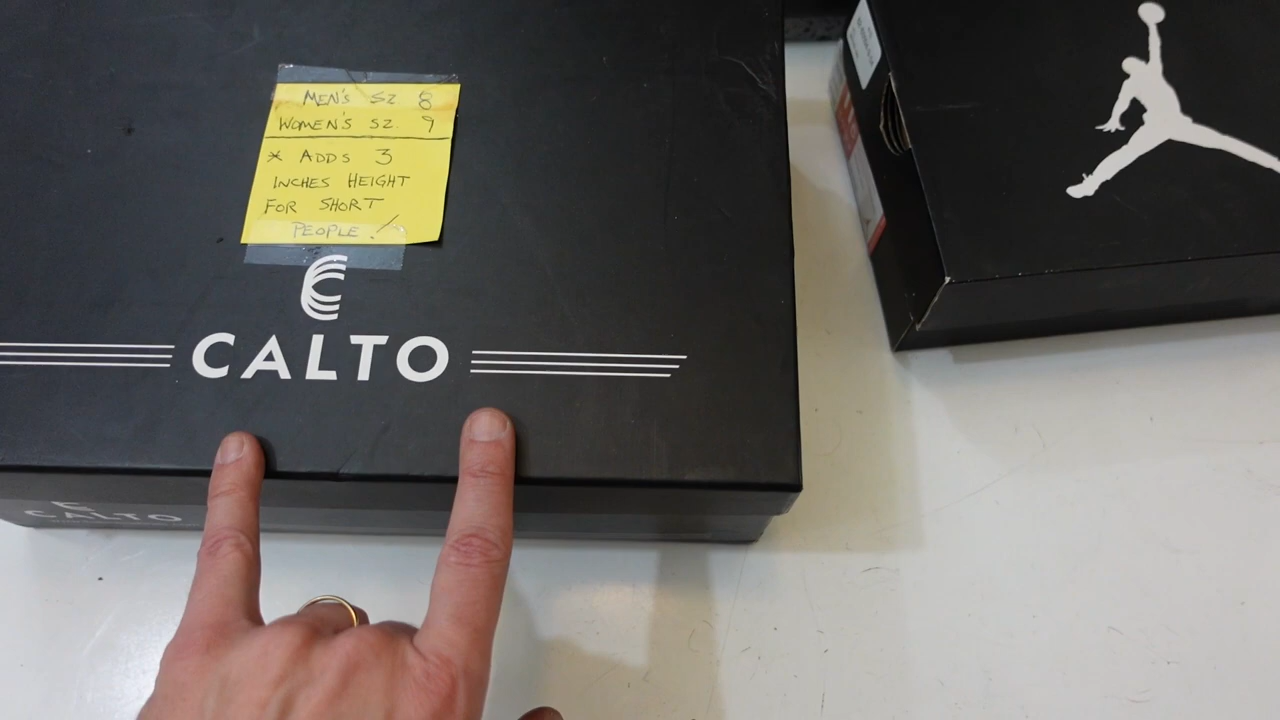 MEN'S SZ 8
WOMEN'S SZ. 9
* ADDS 3
INCHES HEIGHT
FOR SHORT
PEOPLE!
CALTO
CALTO